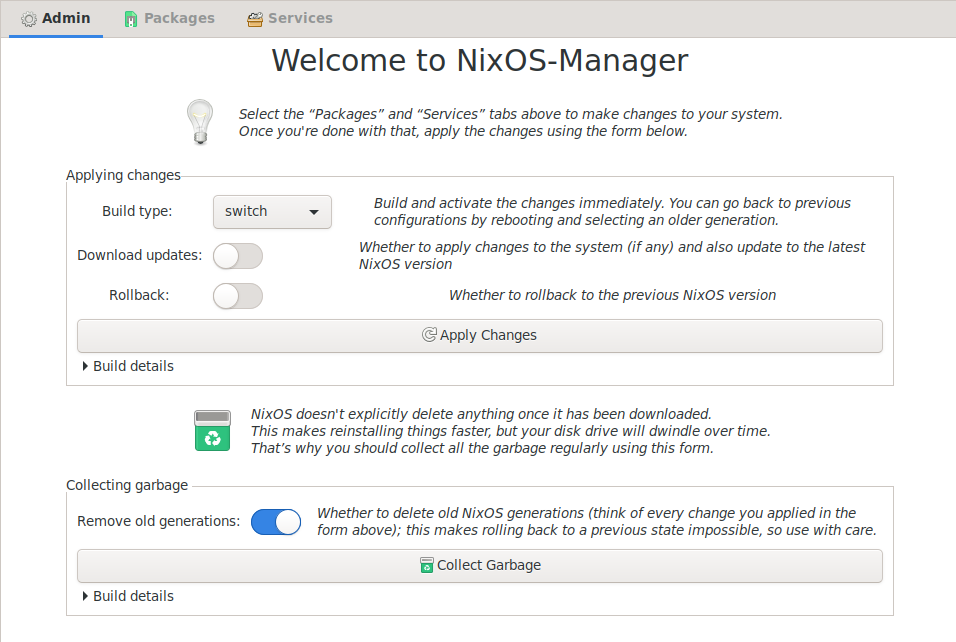 Admin Packages Services
Welcome to NixOS-Manager
Select the “Packages” and “Services” tabs above to make changes to your system.
Once you're done with that, apply the changes using the form below.
Applying changes
Build type: switch
Build and activate the changes immediately. You can go back to previous
configurations by rebooting and selecting an older generation.
Download updates:
Whether to apply changes to the system (if any) and also update to the latest
NixOS version
Rollback: Whether to rollback to the previous NixOS version
Apply Changes
Build details
NixOS doesn't explicitly delete anything once it has been downloaded.
This makes reinstalling things faster, but your disk drive will dwindle over time.
That’s why you should collect all the garbage regularly using this form.
Collecting garbage
Remove old generations:
Whether to delete old NixOS generations (think of every change you applied in the
form above); this makes rolling back to a previous state impossible, so use with care.
Collect Garbage
Build details